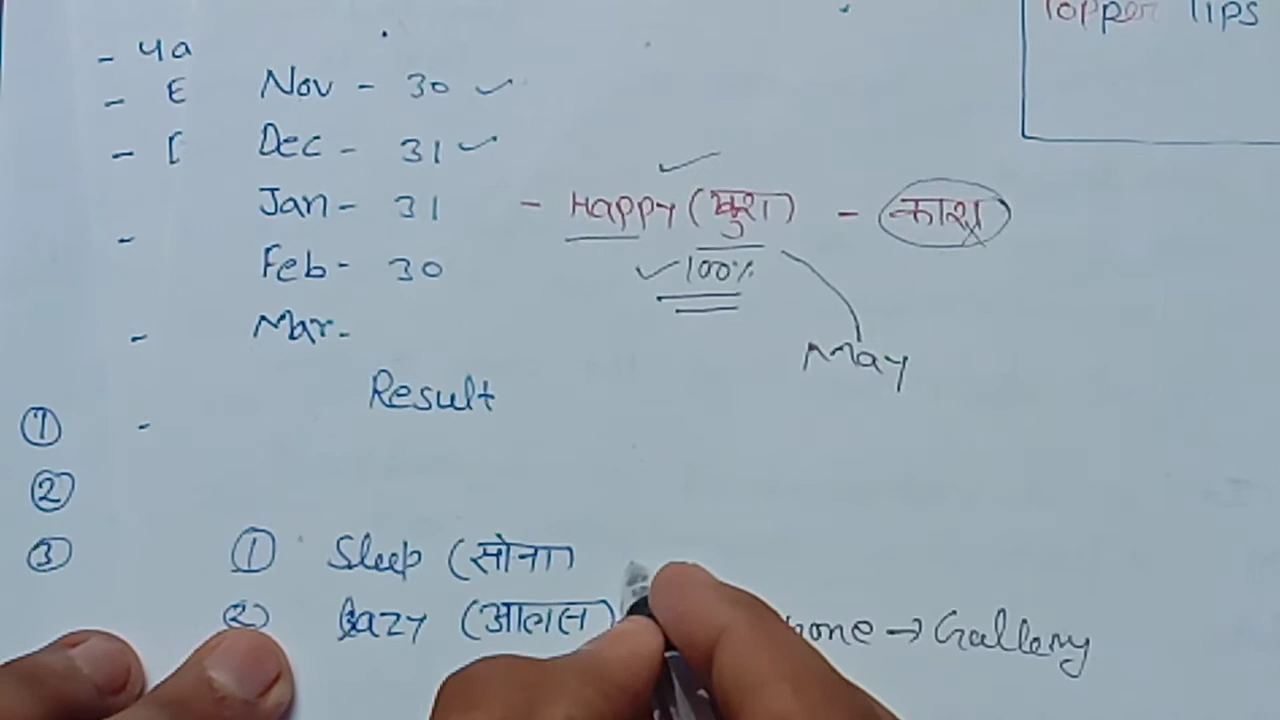 Topper Tips
- 4a
- E Nov - 30 ✓
- [ Dec - 31 ✓
Jan - 31 - Happy (खुश) - काश
-
Feb - 30 ✓ 100%
- Mar - May
Result
① -
②
③ ① Sleep (सोना)
② Lazy (आलस) → Gallery